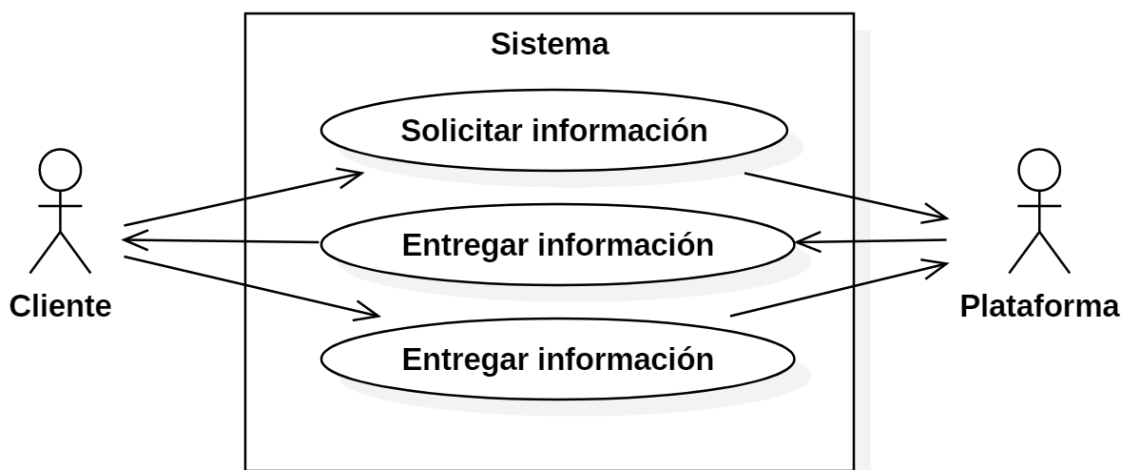 Sistema
Solicitar información
Entregar información
Entregar información
Cliente
Plataforma